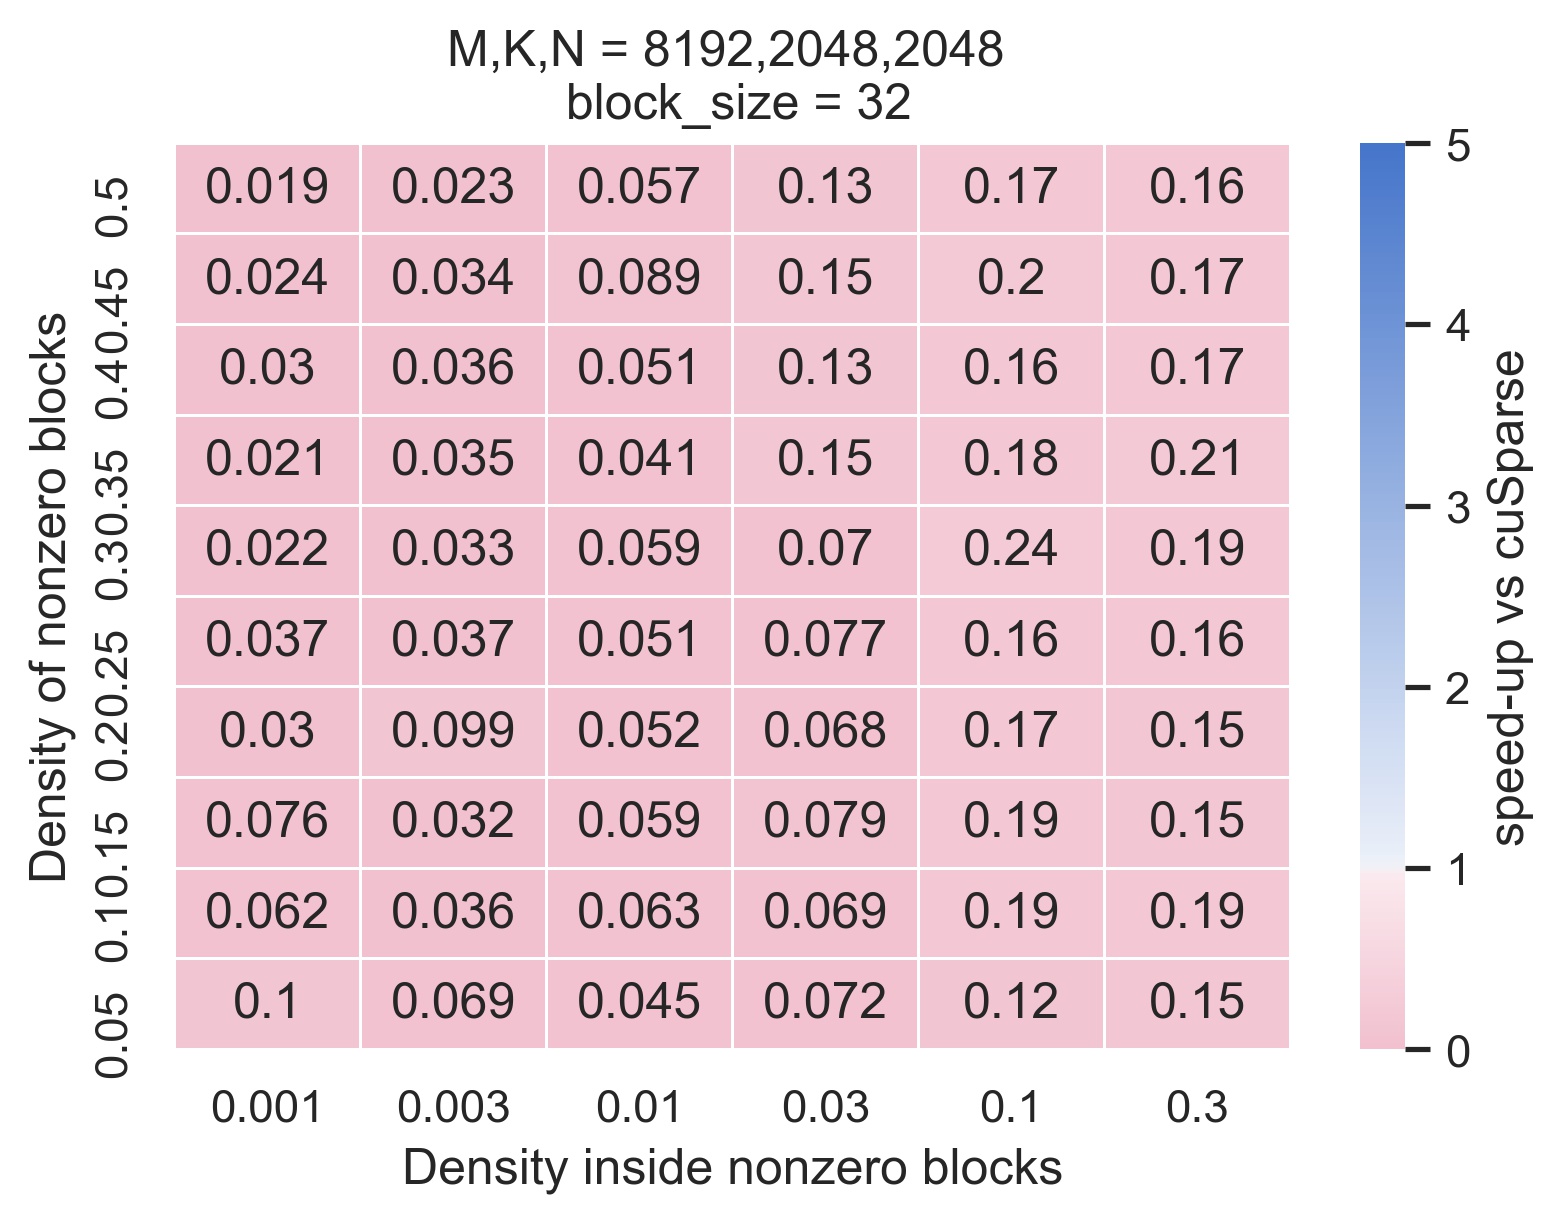 M,K,N = 8192,2048,2048
block_size = 32
Density of nonzero blocks
0.5 0.019 0.023 0.057 0.13 0.17 0.16
0.45 0.024 0.034 0.089 0.15 0.2 0.17
0.4 0.03 0.036 0.051 0.13 0.16 0.17
0.35 0.021 0.035 0.041 0.15 0.18 0.21
0.3 0.022 0.033 0.059 0.07 0.24 0.19
0.25 0.037 0.037 0.051 0.077 0.16 0.16
0.2 0.03 0.099 0.052 0.068 0.17 0.15
0.15 0.076 0.032 0.059 0.079 0.19 0.15
0.1 0.062 0.036 0.063 0.069 0.19 0.19
0.05 0.1 0.069 0.045 0.072 0.12 0.15
0.001 0.003 0.01 0.03 0.1 0.3
Density inside nonzero blocks
5
4
3
2
1
0
speed-up vs cuSparse